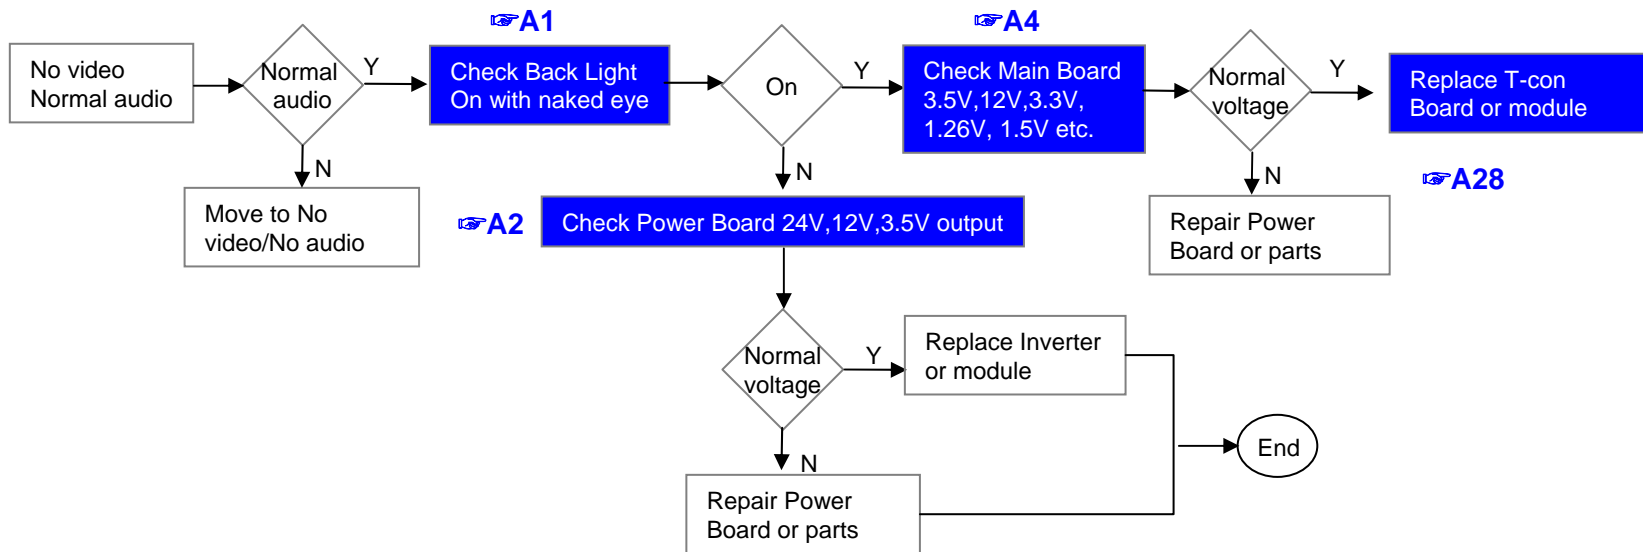 ☞A1
☞A4
No video
Normal audio
Normal
audio
Y
Check Back Light
On with naked eye
On
Y
Check Main Board
3.5V,12V,3.3V,
1.26V, 1.5V etc.
Normal
voltage
Y
Replace T-con
Board or module
N
Move to No
video/No audio
N
☞A2
Check Power Board 24V,12V,3.5V output
N
Repair Power
Board or parts
☞A28
Normal
voltage
Y
Replace Inverter
or module
N
Repair Power
Board or parts
End